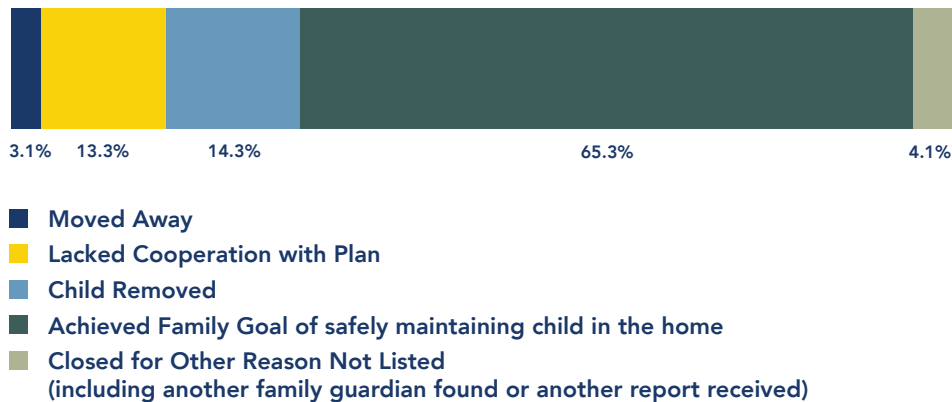 3.1% 13.3% 14.3% 65.3% 4.1%
Moved Away
Lacked Cooperation with Plan
Child Removed
Achieved Family Goal of safely maintaining child in the home
Closed for Other Reason Not Listed
(including another family guardian found or another report received)